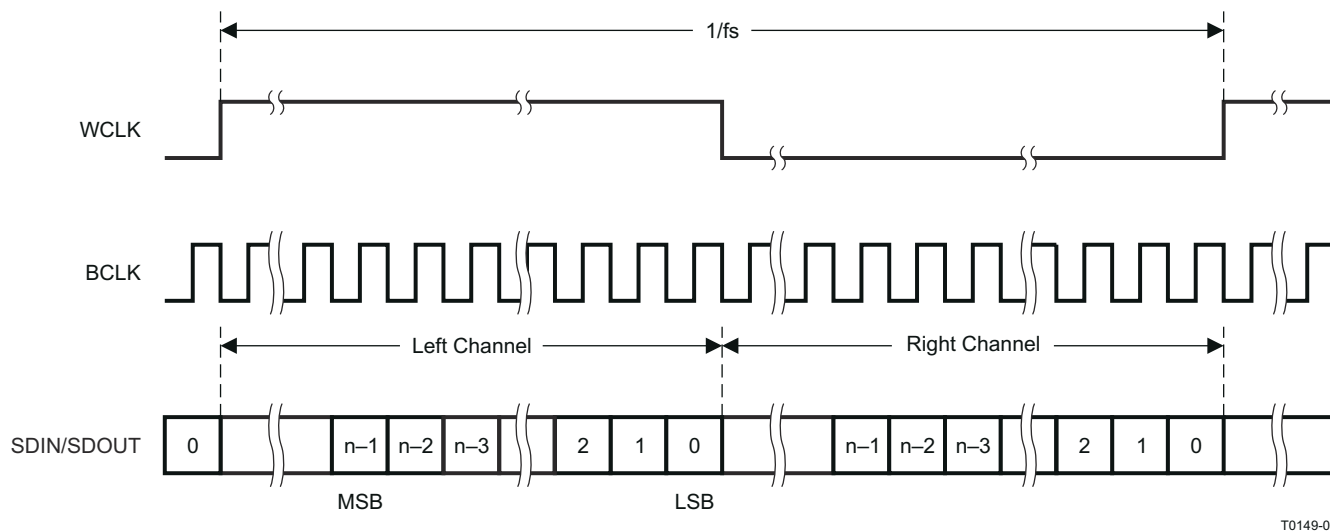 1/fs
WCLK
BCLK
Left Channel Right Channel
SDIN/SDOUT 0 n–1 n–2 n–3 2 1 0 n–1 n–2 n–3 2 1 0
MSB LSB
T0149-0